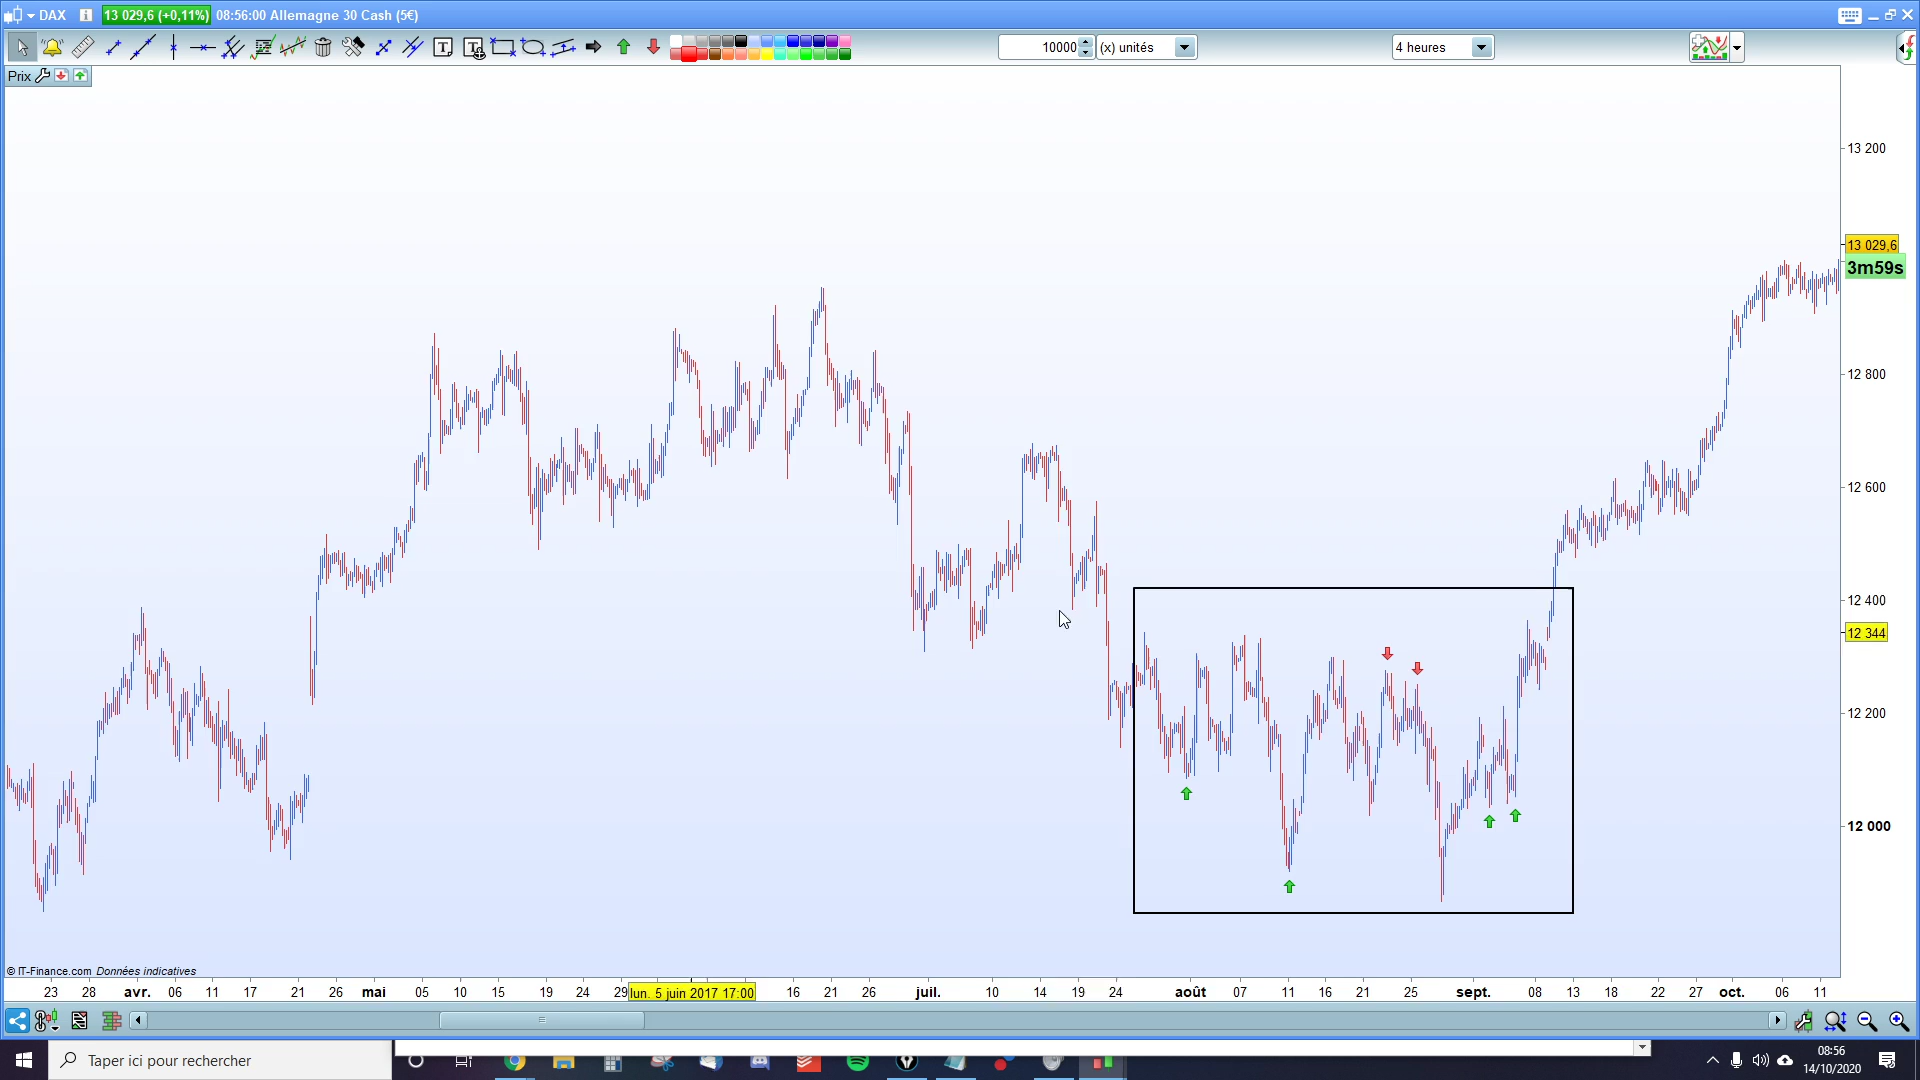 DAX i 13 029,6 (+0,11%) 08:56:00 Allemagne 30 Cash (5€)
T T 10000 (x) unités 4 heures
Prix
13 200
13 029,6
3m59s
12 800
12 600
12 400
12 344
12 200
12 000
© IT-Finance.com Données indicatives
23 28 avr. 06 11 17 21 26 mai 05 10 15 19 24 29 lun. 5 juin 2017 17:00 16 21 26 juil. 10 14 19 24 août 07 11 16 21 25 sept. 08 13 18 22 27 oct. 06 11
Taper ici pour rechercher
08:56
14/10/2020